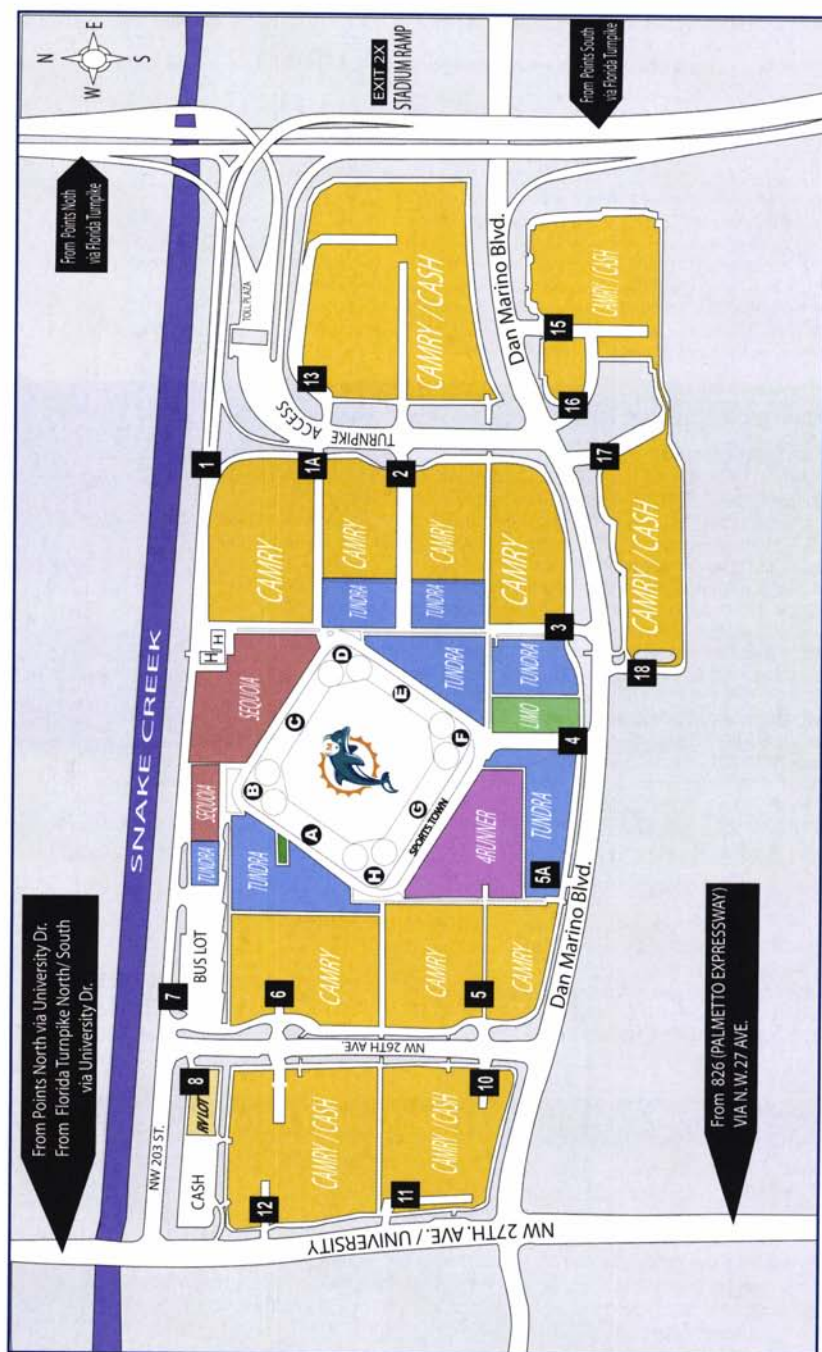 N
E
W
S
From Points Noth
via Florida Turnpike
EXIT 2X
STADIUM RAMP
From Points South
via Florida Turnpike
SNAKE CREEK
TOLL PLAZA
TURNPIKE ACCESS
13
CAMRY / CASH
Dan Marino Blvd.
15
CAMRY / CASH
16
17
CAMRY / CASH
18
1
1A
2
CAMRY
CAMRY
CAMRY
CAMRY
TUNDRA
TUNDRA
3
H
H
SEQUOIA
TUNDRA
TUNDRA
LIMO
4
D
C
E
B
F
A
G
H
SPORTS TOWN
SEQUOIA
TUNDRA
TUNDRA
4RUNNER
TUNDRA
5A
BUS LOT
7
6
CAMRY
CAMRY
5
CAMRY
Dan Marino Blvd.
NW 26TH AVE.
8
RV LOT
CASH
NW 203 ST.
12
CAMRY / CASH
11
CAMRY / CASH
10
NW 27TH. AVE. / UNIVERSITY
From Points North via University Dr.
From Florida Turnpike North/ South
via University Dr.
From 826 (PALMETTO EXPRESSWAY)
VIA N.W. 27 AVE.